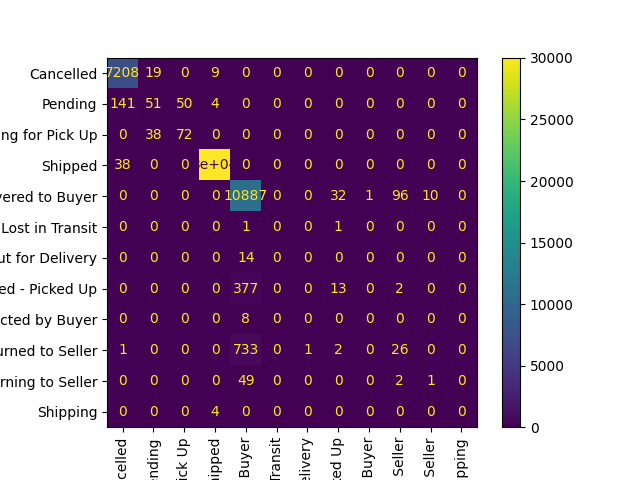 Cancelled 7208 19 0 9 0 0 0 0 0 0 0 0
Pending 141 51 50 4 0 0 0 0 0 0 0 0
ng for Pick Up 0 38 72 0 0 0 0 0 0 0 0 0
Shipped 38 0 0 e+0 0 0 0 0 0 0 0 0
vered to Buyer 0 0 0 0 10887 0 0 32 1 96 10 0
Lost in Transit 0 0 0 0 1 0 0 1 0 0 0 0
ut for Delivery 0 0 0 0 14 0 0 0 0 0 0 0
ed - Picked Up 0 0 0 0 377 0 0 13 0 2 0 0
cted by Buyer 0 0 0 0 8 0 0 0 0 0 0 0
urned to Seller 1 0 0 0 733 0 1 2 0 26 0 0
rning to Seller 0 0 0 0 49 0 0 0 0 2 1 0
Shipping 0 0 0 4 0 0 0 0 0 0 0 0
celled
nding
ick Up
ipped
Buyer
Transit
elivery
ed Up
Buyer
Seller
Seller
pping
30000
25000
20000
15000
10000
5000
0